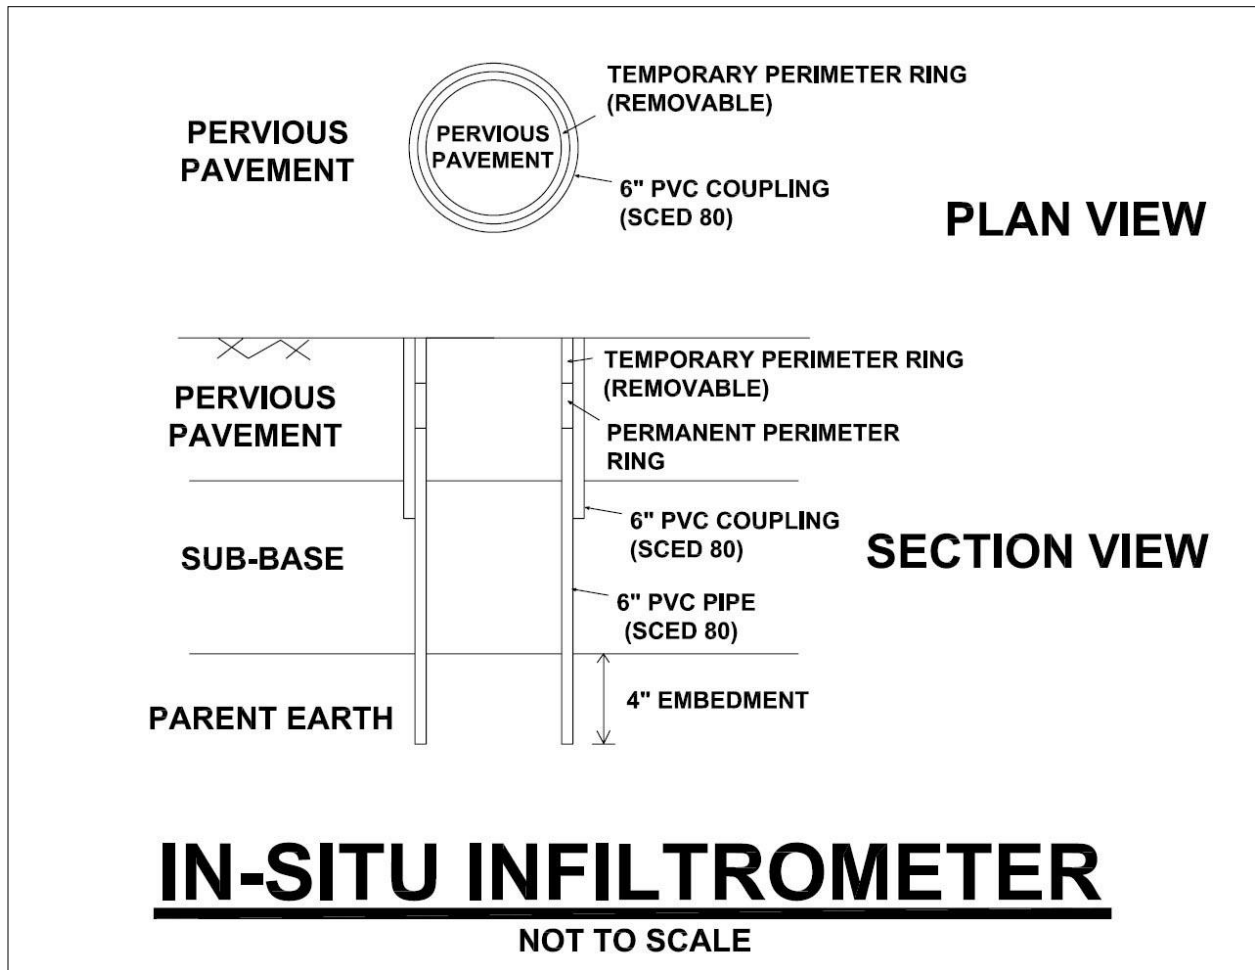 TEMPORARY PERIMETER RING
(REMOVABLE)
PERVIOUS
PAVEMENT
PERVIOUS
PAVEMENT
6" PVC COUPLING
(SCED 80)
PLAN VIEW
TEMPORARY PERIMETER RING
(REMOVABLE)
PERVIOUS
PAVEMENT
PERMANENT PERIMETER
RING
6" PVC COUPLING
(SCED 80)
SECTION VIEW
SUB-BASE
6" PVC PIPE
(SCED 80)
4" EMBEDMENT
PARENT EARTH
IN-SITU INFILTROMETER
NOT TO SCALE